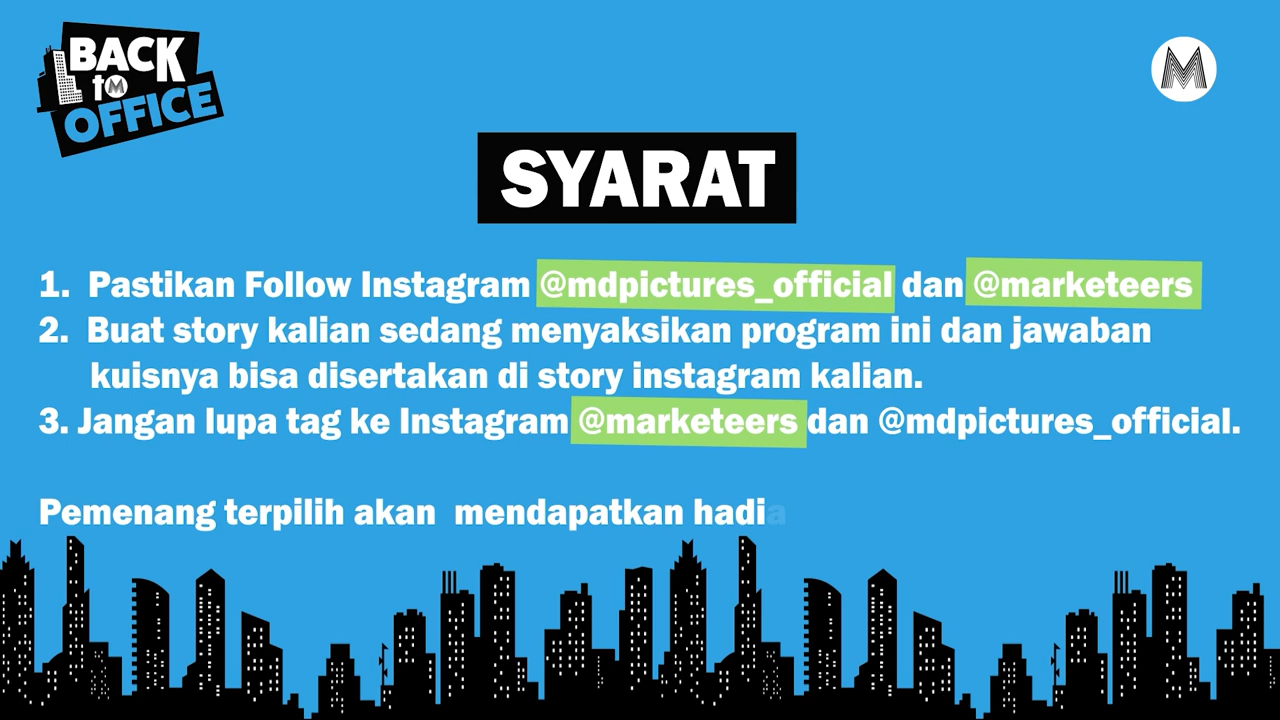 BACK
to M
OFFICE
M
SYARAT
1. Pastikan Follow Instagram @mdpictures_official dan @marketeers
2. Buat story kalian sedang menyaksikan program ini dan jawaban
kuisnya bisa disertakan di story instagram kalian.
3. Jangan lupa tag ke Instagram @marketeers dan @mdpictures_official.
Pemenang terpilih akan mendapatkan hadia